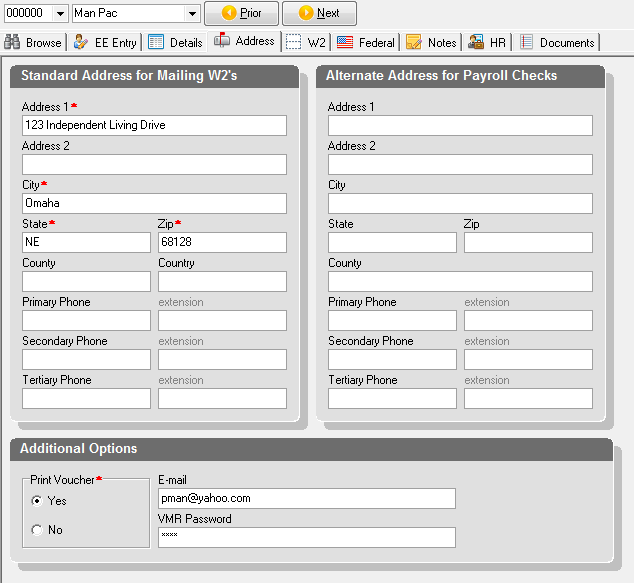 000000 Man Pac Prior Next
Browse EE Entry Details Address W2 Federal Notes HR Documents
Standard Address for Mailing W2's
Address 1*
123 Independent Living Drive
Address 2
City*
Omaha
State* Zip*
NE 68128
County Country
Primary Phone extension
Secondary Phone extension
Tertiary Phone extension
Alternate Address for Payroll Checks
Address 1
Address 2
City
State Zip
County
Primary Phone extension
Secondary Phone extension
Tertiary Phone extension
Additional Options
Print Voucher*
Yes
No
E-mail
pman@yahoo.com
VMR Password
****